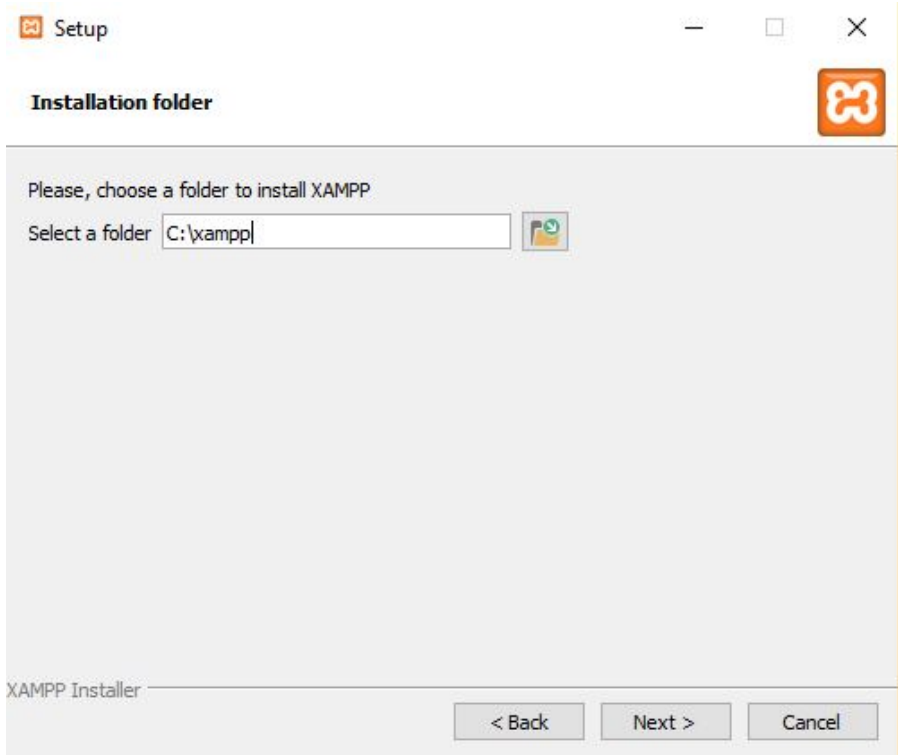 Setup
Installation folder
Please, choose a folder to install XAMPP
Select a folder C:\xampp
XAMPP Installer
< Back Next > Cancel